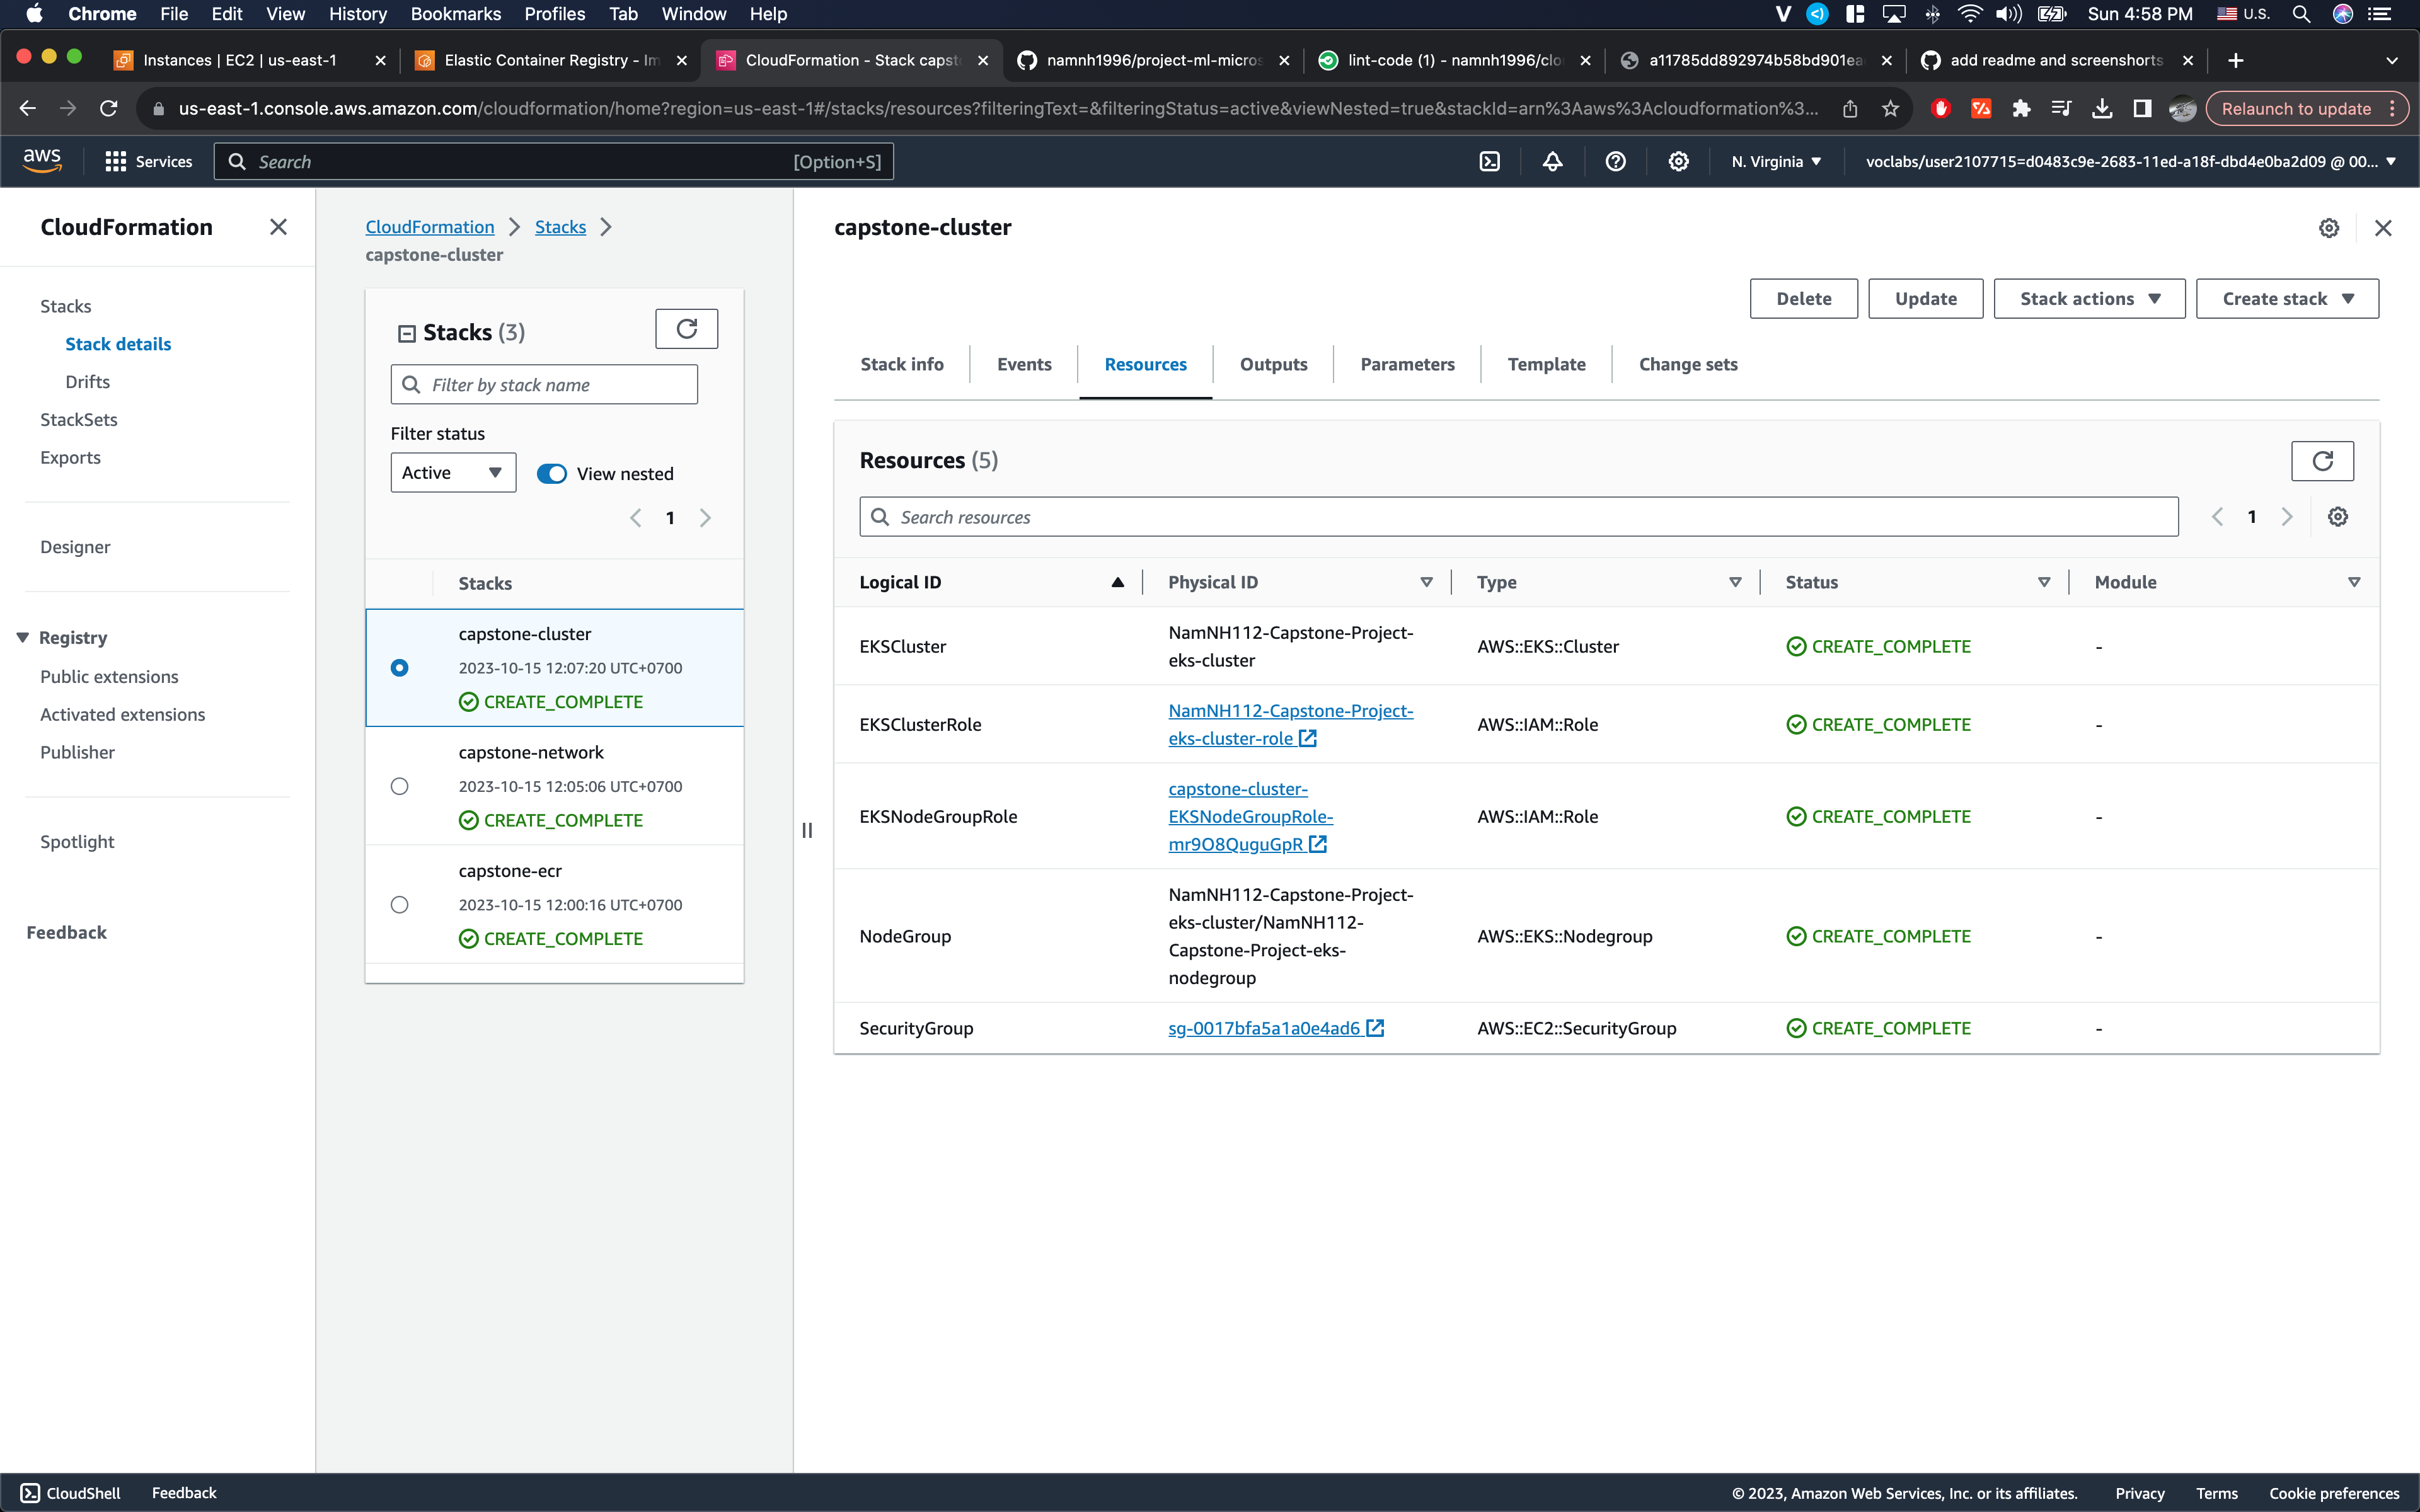 Chrome File Edit View History Bookmarks Profiles Tab Window Help Sun 4:58 PM U.S.
Instances | EC2 | us-east-1 Elastic Container Registry - Im CloudFormation - Stack capst namnh1996/project-ml-micros lint-code (1) - namnh1996/clo a11785dd892974b58bd901ea add readme and screenshorts
us-east-1.console.aws.amazon.com/cloudformation/home?region=us-east-1#/stacks/resources?filteringText=&filteringStatus=active&viewNested=true&stackId=arn%3Aaws%3Acloudformation%3... Relaunch to update
aws Services Search [Option+S] N. Virginia voclabs/user2107715=d0483c9e-2683-11ed-a18f-dbd4e0ba2d09 @ 00...
CloudFormation
Stacks
Stack details
Drifts
StackSets
Exports
Designer
Registry
Public extensions
Activated extensions
Publisher
Spotlight
Feedback
CloudFormation Stacks
capstone-cluster
Stacks (3)
Filter by stack name
Filter status
Active View nested
1
Stacks
capstone-cluster
2023-10-15 12:07:20 UTC+0700
CREATE_COMPLETE
capstone-network
2023-10-15 12:05:06 UTC+0700
CREATE_COMPLETE
capstone-ecr
2023-10-15 12:00:16 UTC+0700
CREATE_COMPLETE
capstone-cluster
Delete Update Stack actions Create stack
Stack info Events Resources Outputs Parameters Template Change sets
Resources (5)
Search resources 1
Logical ID Physical ID Type Status Module
EKSCluster NamNH112-Capstone-Project-
eks-cluster AWS::EKS::Cluster CREATE_COMPLETE -
EKSClusterRole NamNH112-Capstone-Project-
eks-cluster-role AWS::IAM::Role CREATE_COMPLETE -
EKSNodeGroupRole capstone-cluster-
EKSNodeGroupRole-
mr9O8QuguGpR AWS::IAM::Role CREATE_COMPLETE -
NodeGroup NamNH112-Capstone-Project-
eks-cluster/NamNH112-
Capstone-Project-eks-
nodegroup AWS::EKS::Nodegroup CREATE_COMPLETE -
SecurityGroup sg-0017bfa5a1a0e4ad6 AWS::EC2::SecurityGroup CREATE_COMPLETE -
CloudShell Feedback © 2023, Amazon Web Services, Inc. or its affiliates. Privacy Terms Cookie preferences